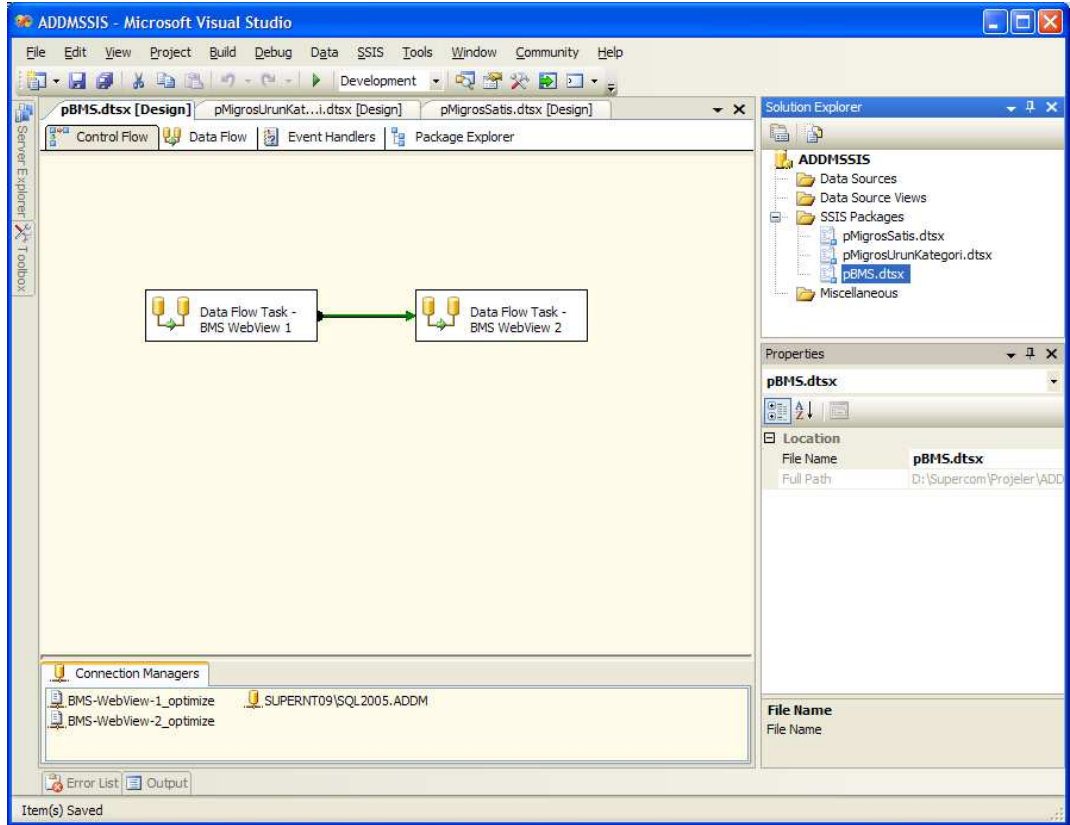 ADDMSSIS - Microsoft Visual Studio
File Edit View Project Build Debug Data SSIS Tools Window Community Help
Development
pBMS.dtsx [Design] pMigrosUrunKat...i.dtsx [Design] pMigrosSatis.dtsx [Design]
Control Flow Data Flow Event Handlers Package Explorer
Server Explorer
Toolbox
Data Flow Task -
BMS WebView 1
Data Flow Task -
BMS WebView 2
Connection Managers
BMS-WebView-1_optimize SUPERNT09\SQL2005.ADDM
BMS-WebView-2_optimize
Error List Output
Item(s) Saved
Solution Explorer
ADDMSSIS
Data Sources
Data Source Views
SSIS Packages
pMigrosSatis.dtsx
pMigrosUrunKategori.dtsx
pBMS.dtsx
Miscellaneous
Properties
pBMS.dtsx
Location
File Name pBMS.dtsx
Full Path D:\Supercom\Projeler\ADD
File Name
File Name